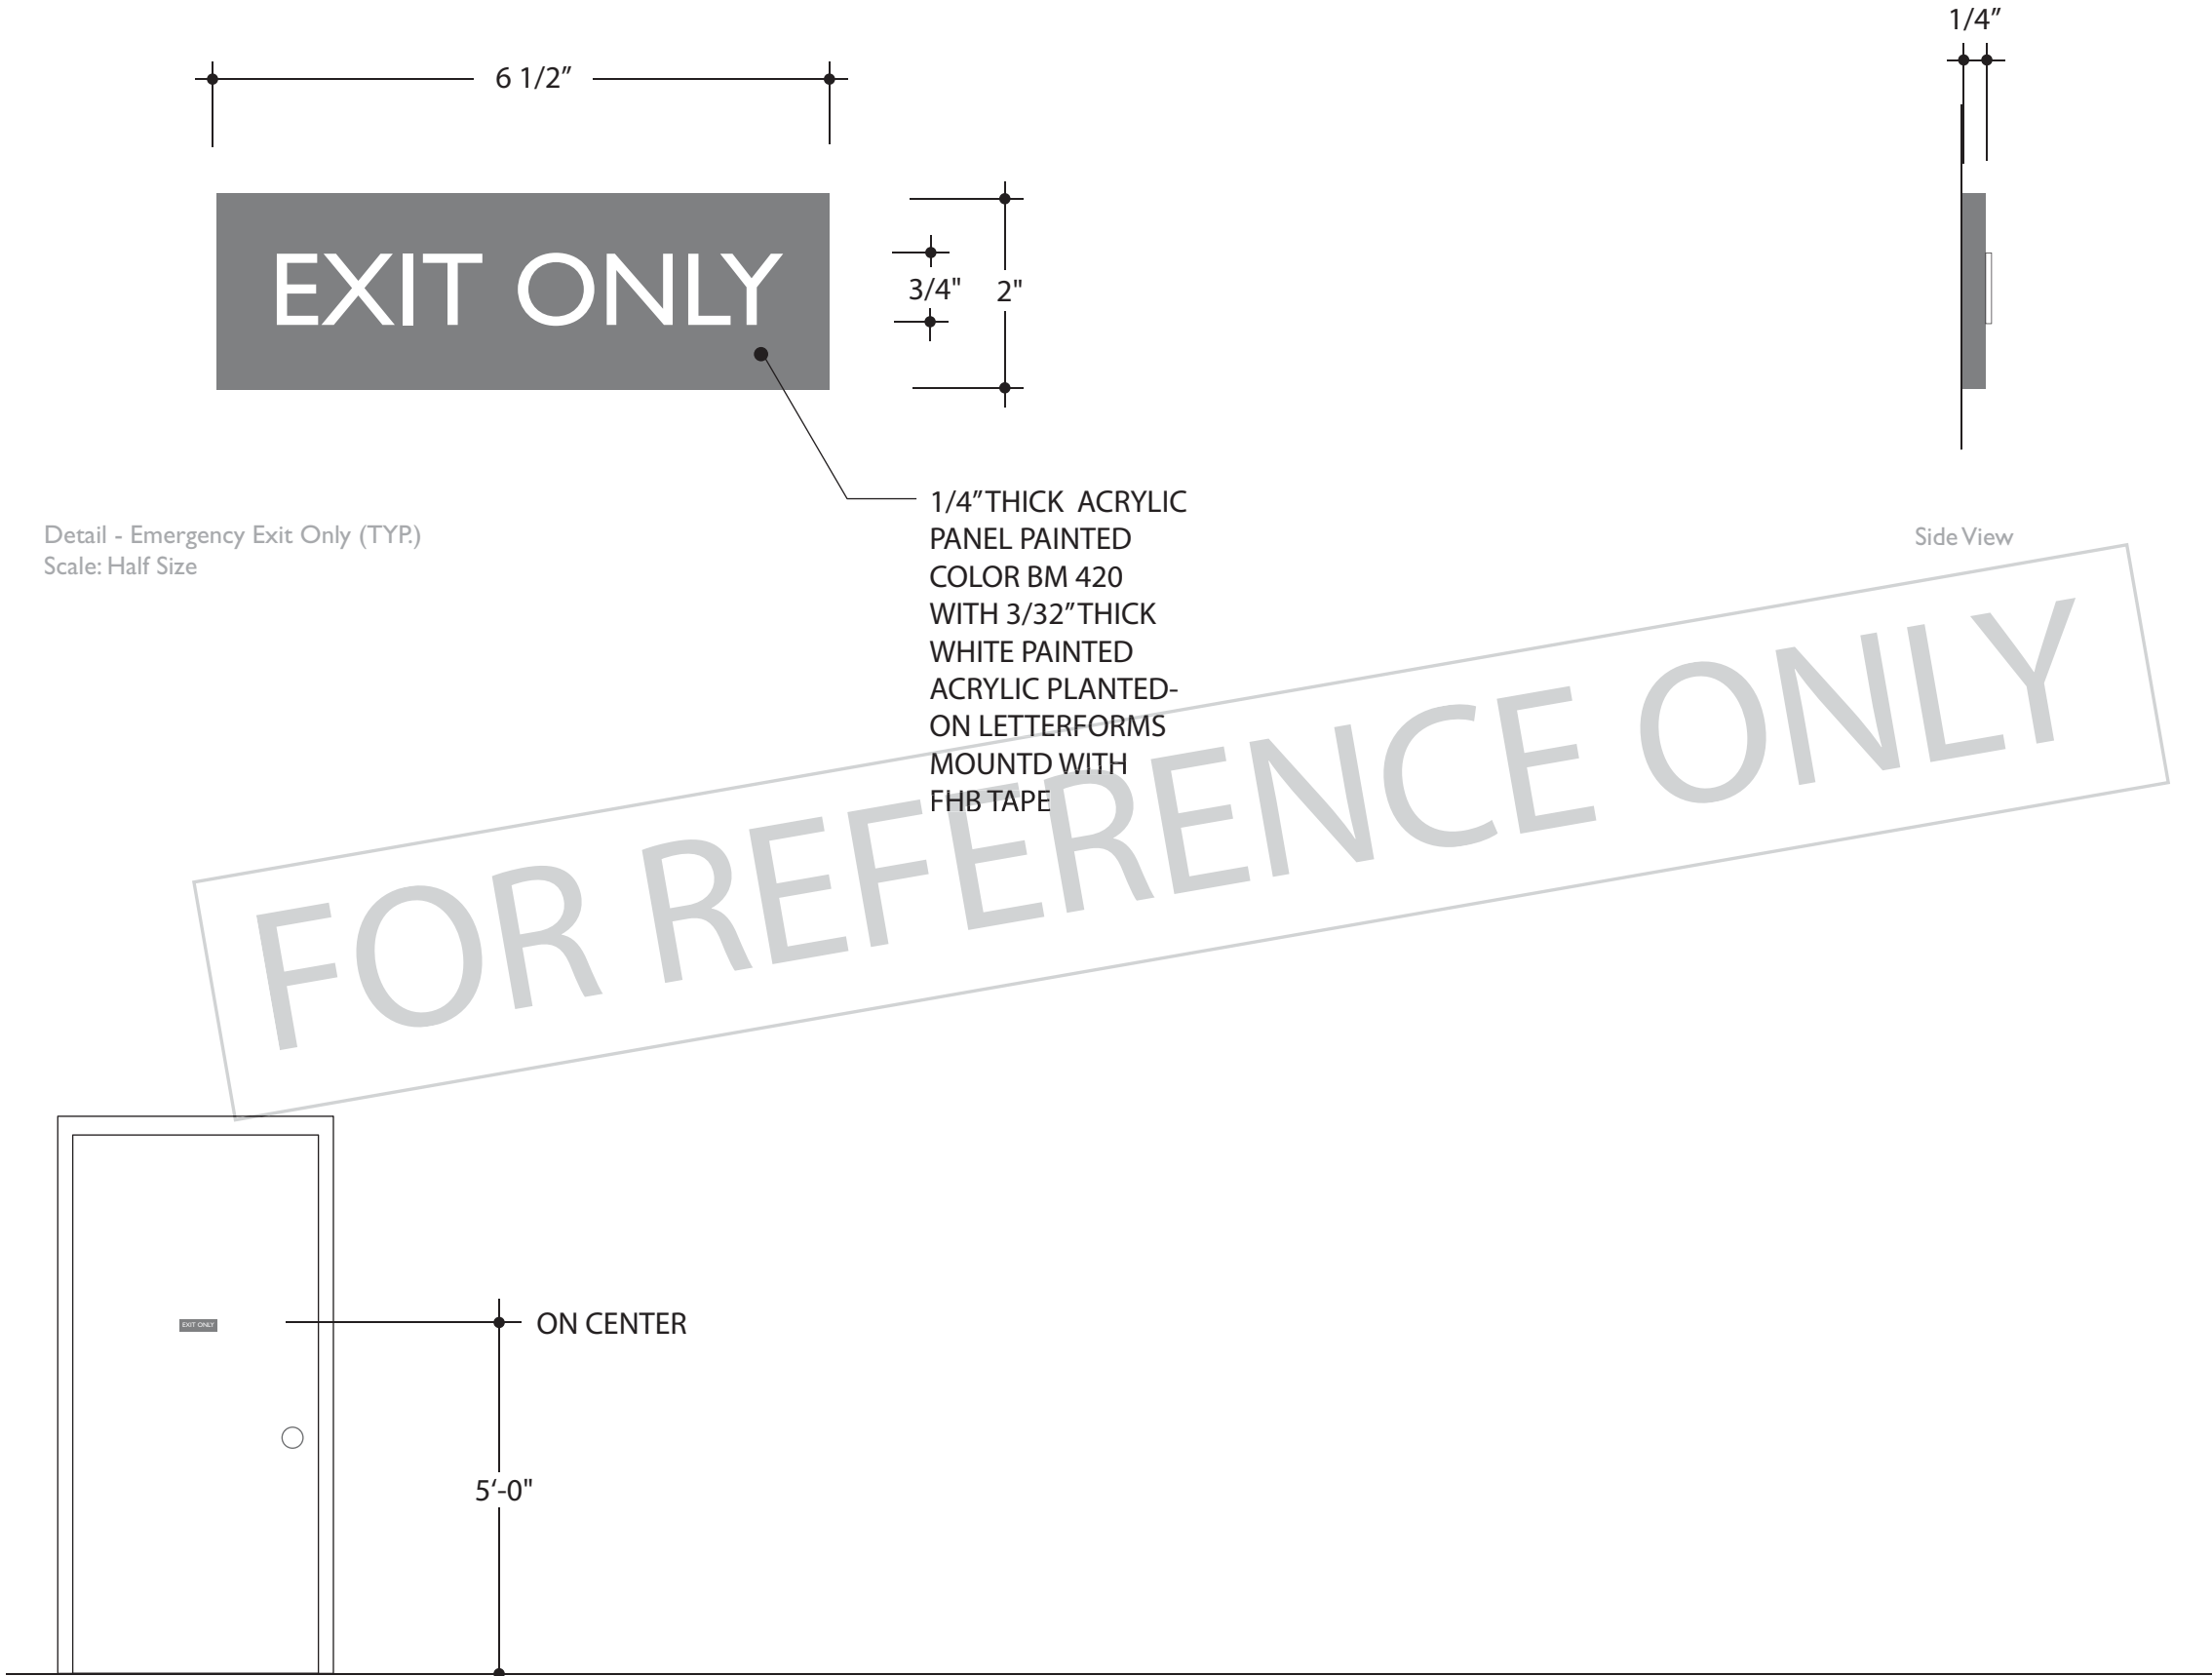 1/4”
6 1/2”
EXIT ONLY
3/4"
2"
1/4” THICK ACRYLIC
PANEL PAINTED
COLOR BM 420
WITH 3/32” THICK
WHITE PAINTED
ACRYLIC PLANTED-
ON LETTERFORMS
MOUNTD WITH
FHB TAPE
Detail - Emergency Exit Only (TYP.)
Scale: Half Size
Side View
FOR REFERENCE ONLY
EXIT ONLY
ON CENTER
5‘-0"